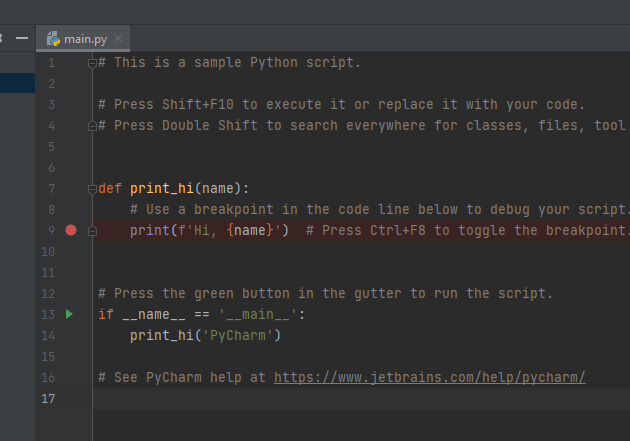 main.py
1 # This is a sample Python script.
2
3 # Press Shift+F10 to execute it or replace it with your code.
4 # Press Double Shift to search everywhere for classes, files, tool
5
6
7 def print_hi(name):
8     # Use a breakpoint in the code line below to debug your script.
9     print(f'Hi, {name}')  # Press Ctrl+F8 to toggle the breakpoint.
10
11
12 # Press the green button in the gutter to run the script.
13 if __name__ == '__main__':
14     print_hi('PyCharm')
15
16 # See PyCharm help at https://www.jetbrains.com/help/pycharm/
17